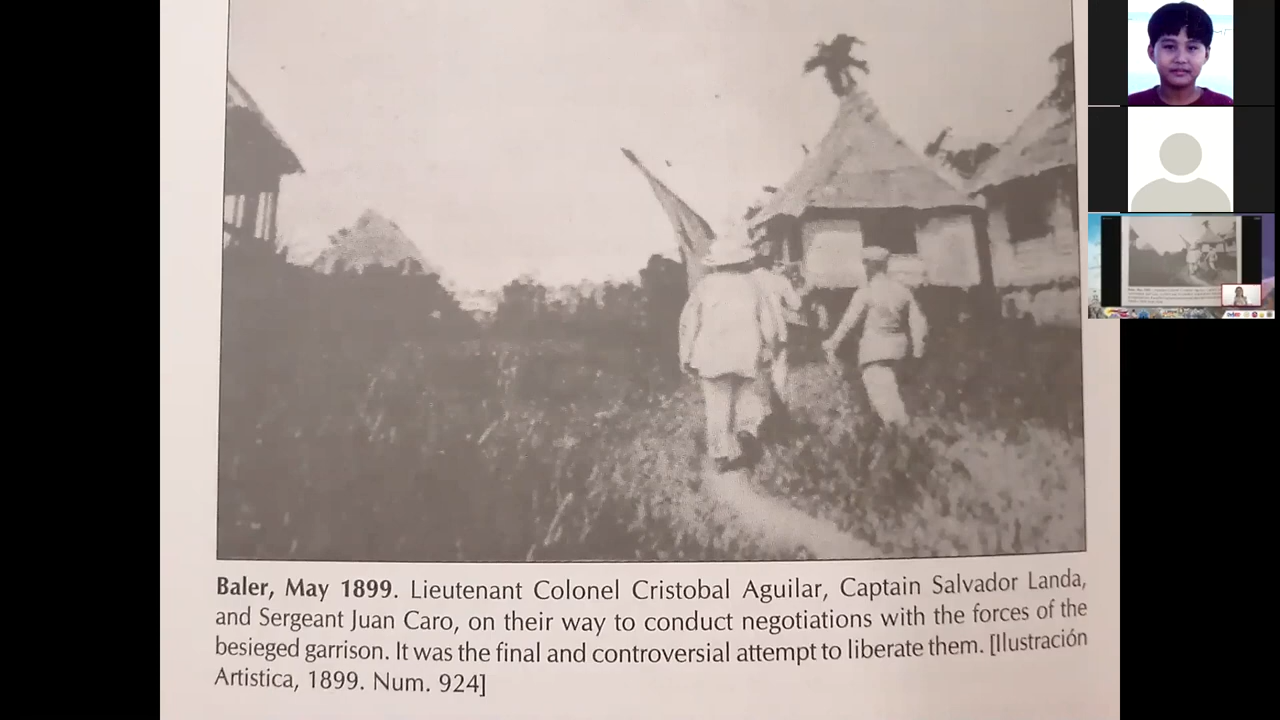 Baler, May 1899. Lieutenant Colonel Cristobal Aguilar, Captain Salvador Landa,
and Sergeant Juan Caro, on their way to conduct negotiations with the forces of the
besieged garrison. It was the final and controversial attempt to liberate them. [Ilustración
Artistica, 1899. Num. 924]